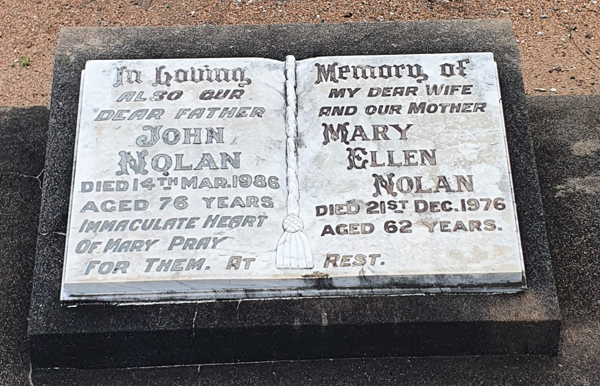 In Loving Memory of
ALSO OUR
DEAR FATHER
JOHN
NOLAN
DIED 14TH MAR. 1986
AGED 76 YEARS
IMMACULATE HEART
OF MARY PRAY
FOR THEM. AT REST.
MY DEAR WIFE
AND OUR MOTHER
MARY
ELLEN
NOLAN
DIED 21ST DEC. 1976
AGED 62 YEARS.